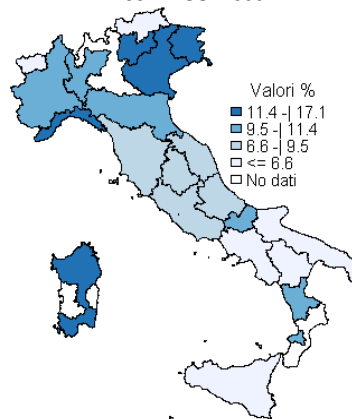 Valori %
11.4 -| 17.1
9.5 -| 11.4
6.6 -| 9.5
<= 6.6
No dati